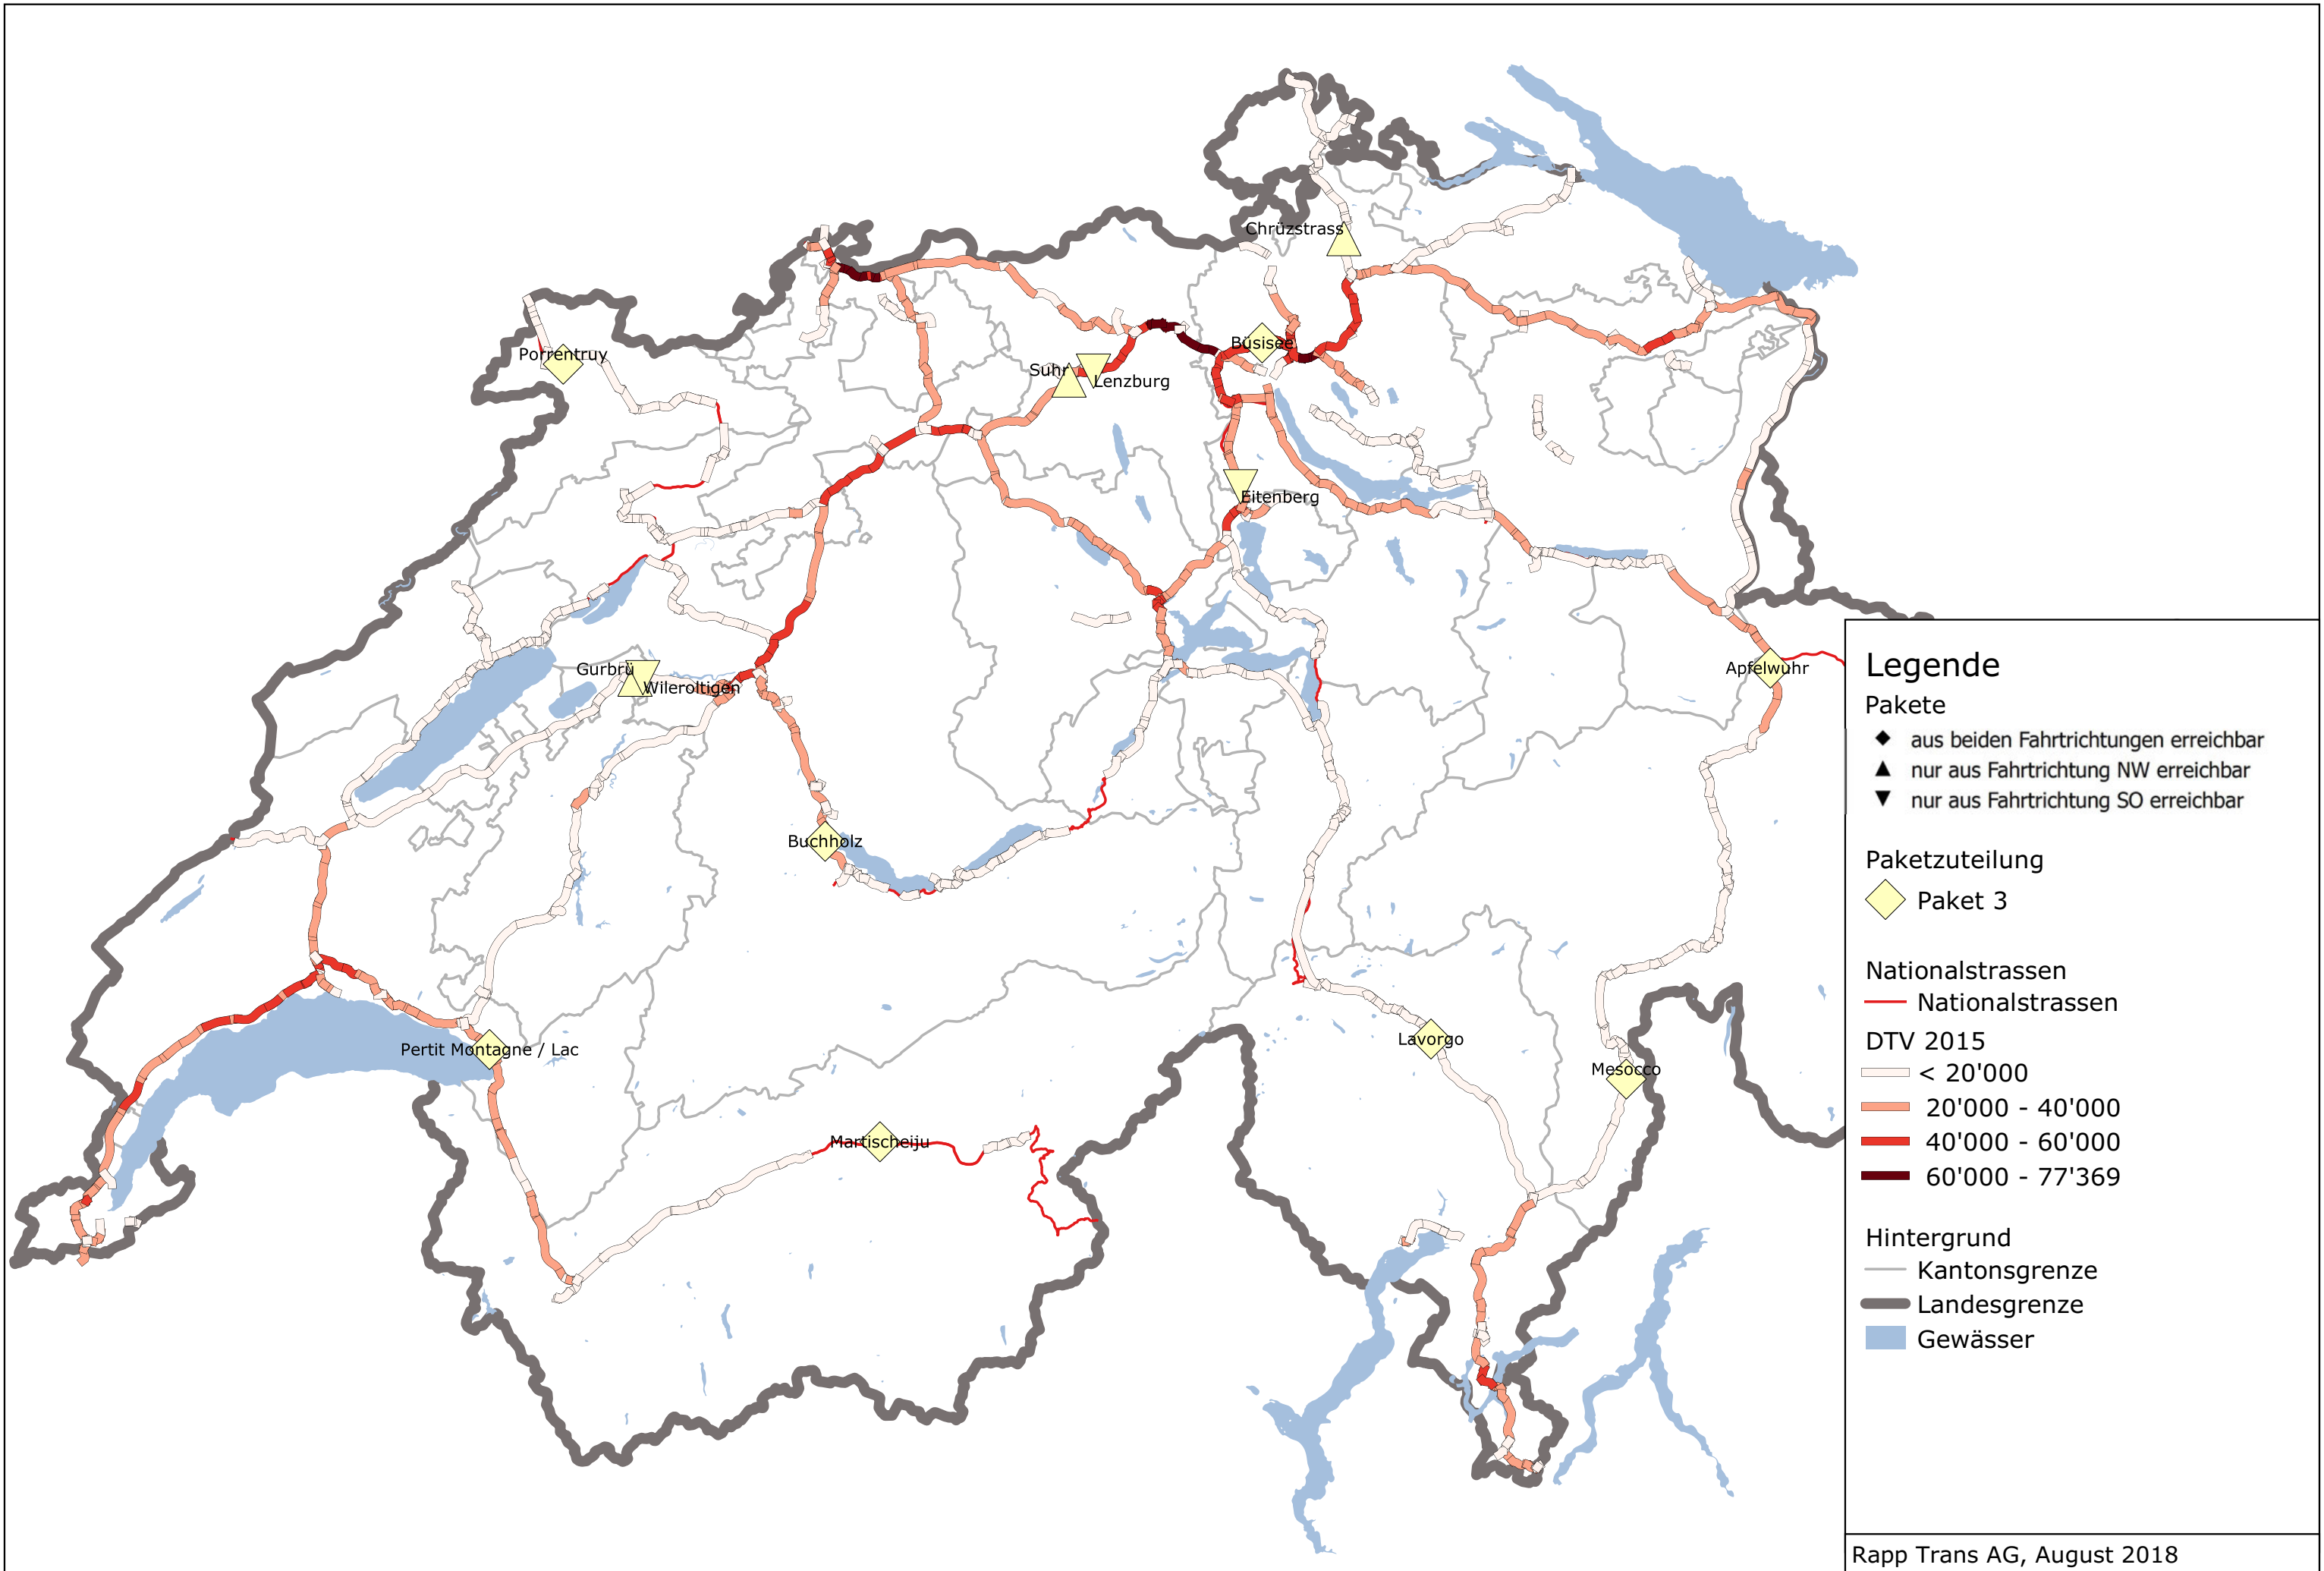 Chrüzstrass
Büsisee
Porrentruy
Suhr
Lenzburg
Eitenberg
Gurbrü
Wileroltigen
Apfelwuhr
Buchholz
Pertit Montagne / Lac
Lavorgo
Mesocco
Martischeiju
Legende
Pakete
aus beiden Fahrtrichtungen erreichbar
nur aus Fahrtrichtung NW erreichbar
nur aus Fahrtrichtung SO erreichbar
Paketzuteilung
Paket 3
Nationalstrassen
Nationalstrassen
DTV 2015
< 20'000
20'000 - 40'000
40'000 - 60'000
60'000 - 77'369
Hintergrund
Kantonsgrenze
Landesgrenze
Gewässer
Rapp Trans AG, August 2018